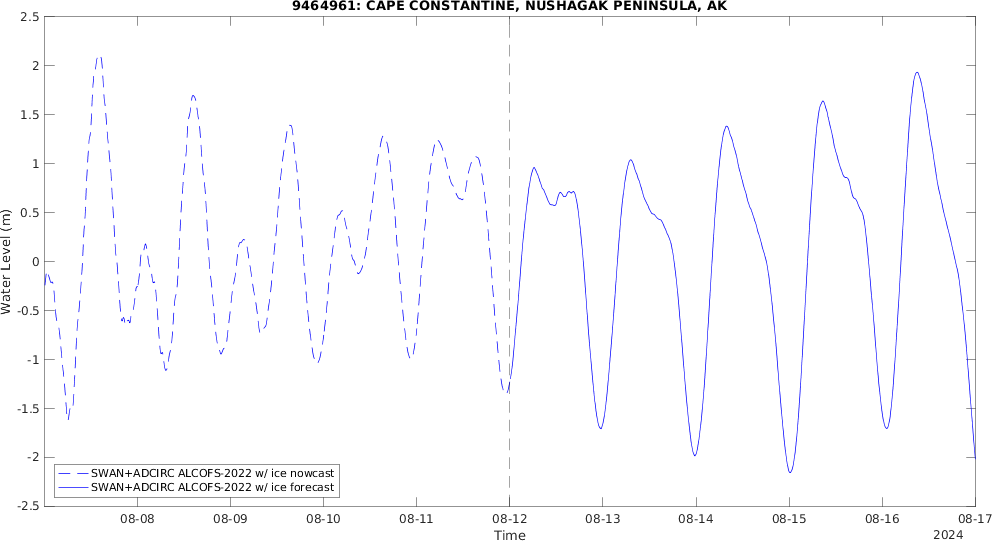 9464961: CAPE CONSTANTINE, NUSHAGAK PENINSULA, AK
2.5
2
1.5
1
0.5
0
-0.5
-1
-1.5
-2
-2.5
Water Level (m)
SWAN+ADCIRC ALCOFS-2022 w/ ice nowcast
SWAN+ADCIRC ALCOFS-2022 w/ ice forecast
08-08 08-09 08-10 08-11 08-12 08-13 08-14 08-15 08-16 08-17
Time
2024